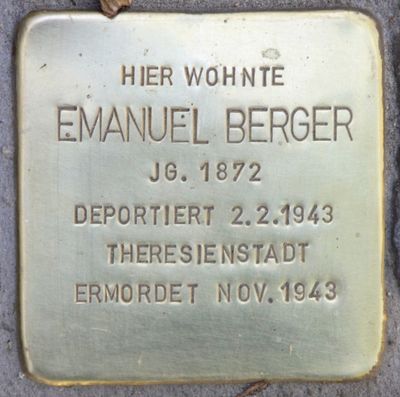 HIER WOHNTE
EMANUEL BERGER
JG. 1872
DEPORTIERT 2.2.1943
THERESIENSTADT
ERMORDET NOV. 1943